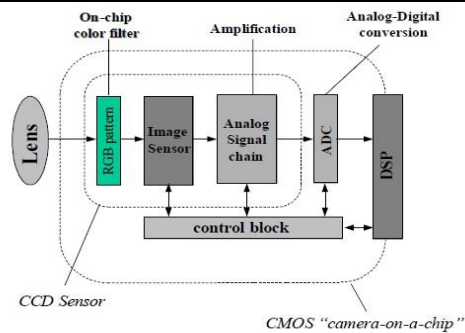 On-chip
color filter
Amplification
Analog-Digital
conversion
Lens
RGB pattern
Image
Sensor
Analog
Signal
chain
ADC
DSP
control block
CCD Sensor
CMOS “camera-on-a-chip”